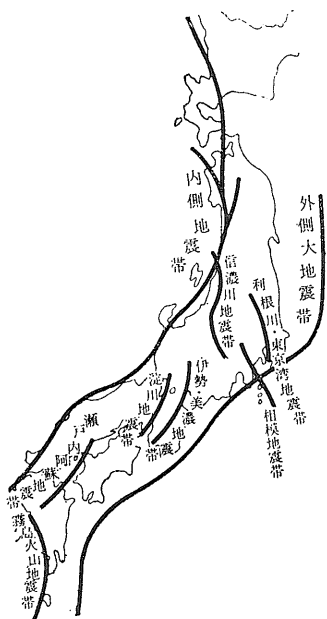 外側大地震帯
内側地震帯
信濃川地震帯
利根川・東京湾地震帯
相模地震帯
伊勢・美濃地震帯
淀川地震帯
瀬戸内・阿蘇地震帯
霧島火山地震帯